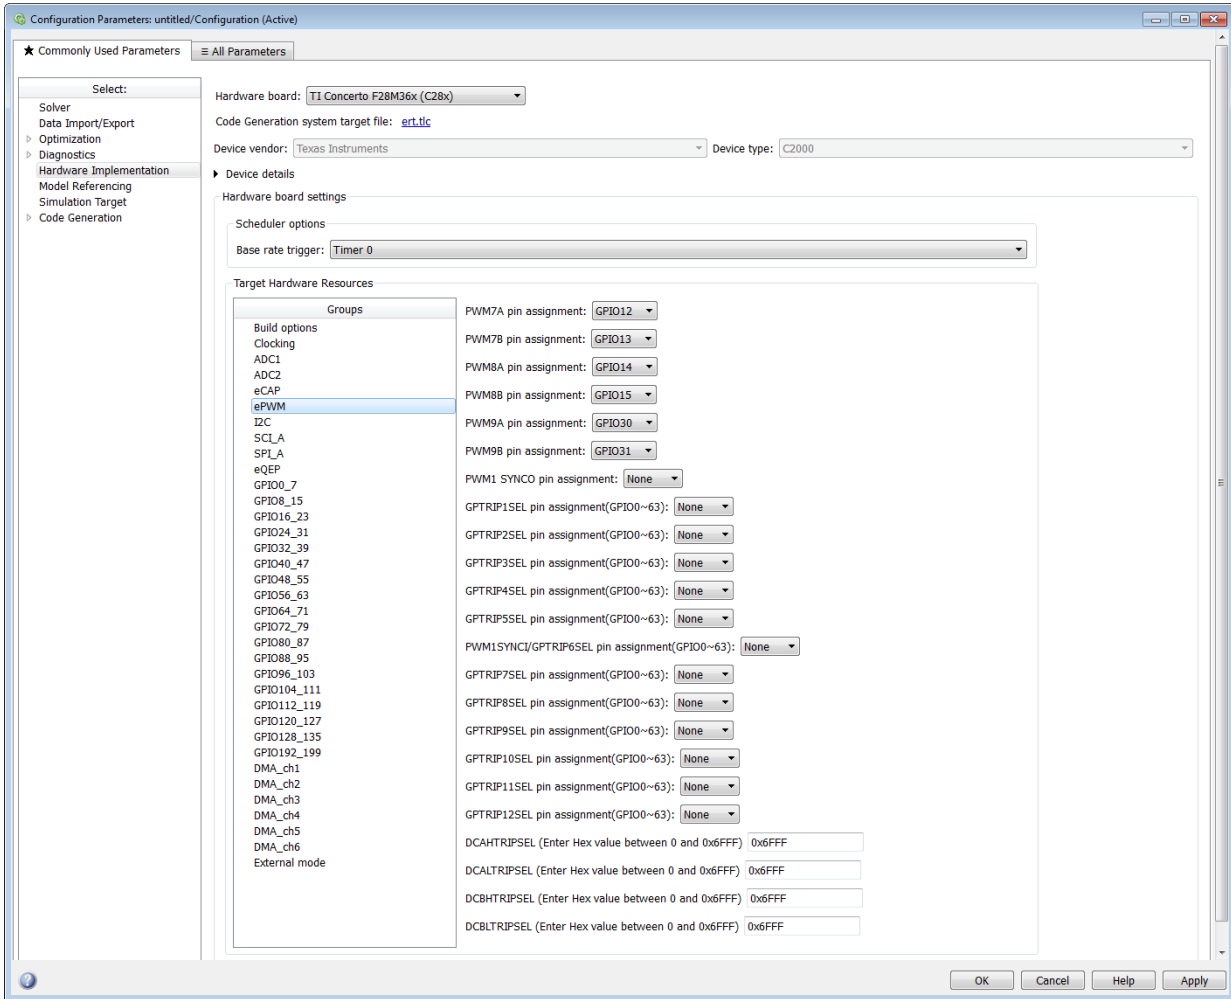 Configuration Parameters: untitled/Configuration (Active)
★ Commonly Used Parameters
≡ All Parameters
Select:
Solver
Data Import/Export
Optimization
Diagnostics
Hardware Implementation
Model Referencing
Simulation Target
Code Generation
Hardware board: TI Concerto F28M36x (C28x)
Code Generation system target file: ert.tlc
Device vendor: Texas Instruments Device type: C2000
Device details
Hardware board settings
Scheduler options
Base rate trigger: Timer 0
Target Hardware Resources
Groups
Build options
Clocking
ADC1
ADC2
eCAP
ePWM
I2C
SCI_A
SPI_A
eQEP
GPIO0_7
GPIO8_15
GPIO16_23
GPIO24_31
GPIO32_39
GPIO40_47
GPIO48_55
GPIO56_63
GPIO64_71
GPIO72_79
GPIO80_87
GPIO88_95
GPIO96_103
GPIO104_111
GPIO112_119
GPIO120_127
GPIO128_135
GPIO192_199
DMA_ch1
DMA_ch2
DMA_ch3
DMA_ch4
DMA_ch5
DMA_ch6
External mode
PWM7A pin assignment: GPIO12
PWM7B pin assignment: GPIO13
PWM8A pin assignment: GPIO14
PWM8B pin assignment: GPIO15
PWM9A pin assignment: GPIO30
PWM9B pin assignment: GPIO31
PWM1 SYNCO pin assignment: None
GPTRIP1SEL pin assignment(GPIO0~63): None
GPTRIP2SEL pin assignment(GPIO0~63): None
GPTRIP3SEL pin assignment(GPIO0~63): None
GPTRIP4SEL pin assignment(GPIO0~63): None
GPTRIP5SEL pin assignment(GPIO0~63): None
PWM1SYNCI/GPTRIP6SEL pin assignment(GPIO0~63): None
GPTRIP7SEL pin assignment(GPIO0~63): None
GPTRIP8SEL pin assignment(GPIO0~63): None
GPTRIP9SEL pin assignment(GPIO0~63): None
GPTRIP10SEL pin assignment(GPIO0~63): None
GPTRIP11SEL pin assignment(GPIO0~63): None
GPTRIP12SEL pin assignment(GPIO0~63): None
DCAHTRIPSEL (Enter Hex value between 0 and 0x6FFF) 0x6FFF
DCALTRIPSEL (Enter Hex value between 0 and 0x6FFF) 0x6FFF
DCBHTRIPSEL (Enter Hex value between 0 and 0x6FFF) 0x6FFF
DCBLTRIPSEL (Enter Hex value between 0 and 0x6FFF) 0x6FFF
OK
Cancel
Help
Apply